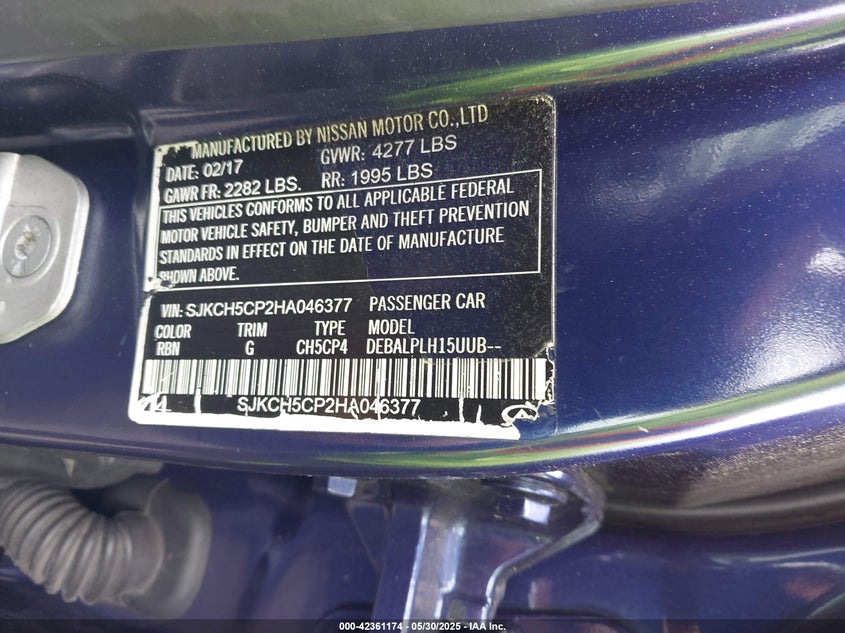 MANUFACTURED BY NISSAN MOTOR CO.,LTD
DATE: 02/17 GVWR: 4277 LBS
GAWR FR: 2282 LBS. RR: 1995 LBS
THIS VEHICLES CONFORMS TO ALL APPLICABLE FEDERAL
MOTOR VEHICLE SAFETY, BUMPER AND THEFT PREVENTION
STANDARDS IN EFFECT ON THE DATE OF MANUFACTURE
SHOWN ABOVE.
VIN: SJKCH5CP2HA046377 PASSENGER CAR
COLOR TRIM TYPE MODEL
RBN G CH5CP4 DEBALPLH15UUB--
SJKCH5CP2HA046377
000-42361174 - 05/30/2025 - IAA Inc.